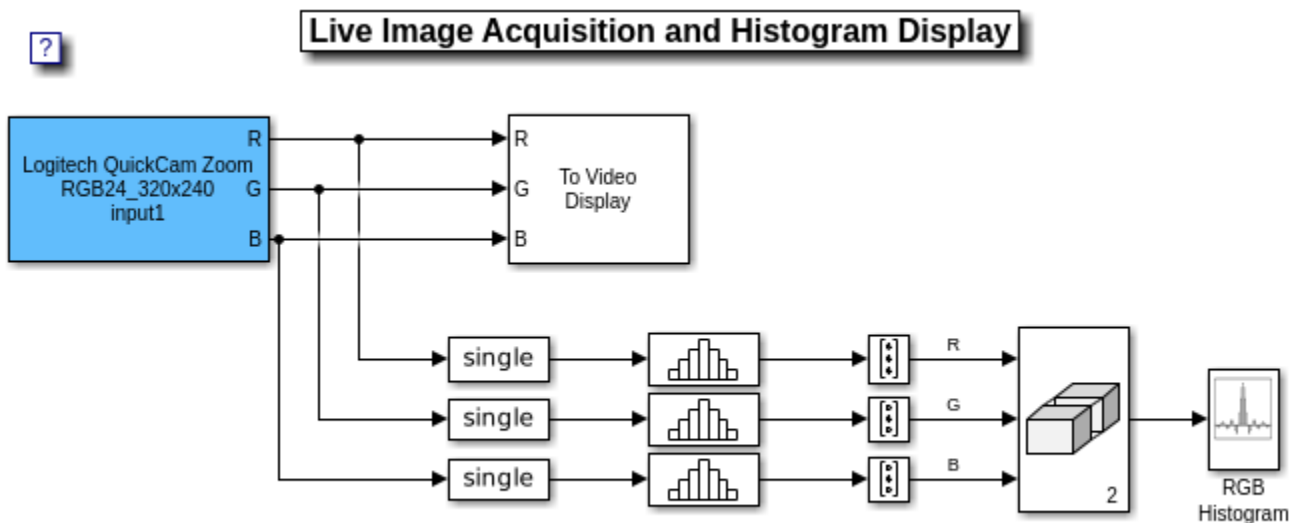 Live Image Acquisition and Histogram Display
?
R
Logitech QuickCam Zoom
RGB24_320x240
input1
G
B
R
G
B
To Video
Display
single
R
single
G
single
B
2
RGB
Histogram